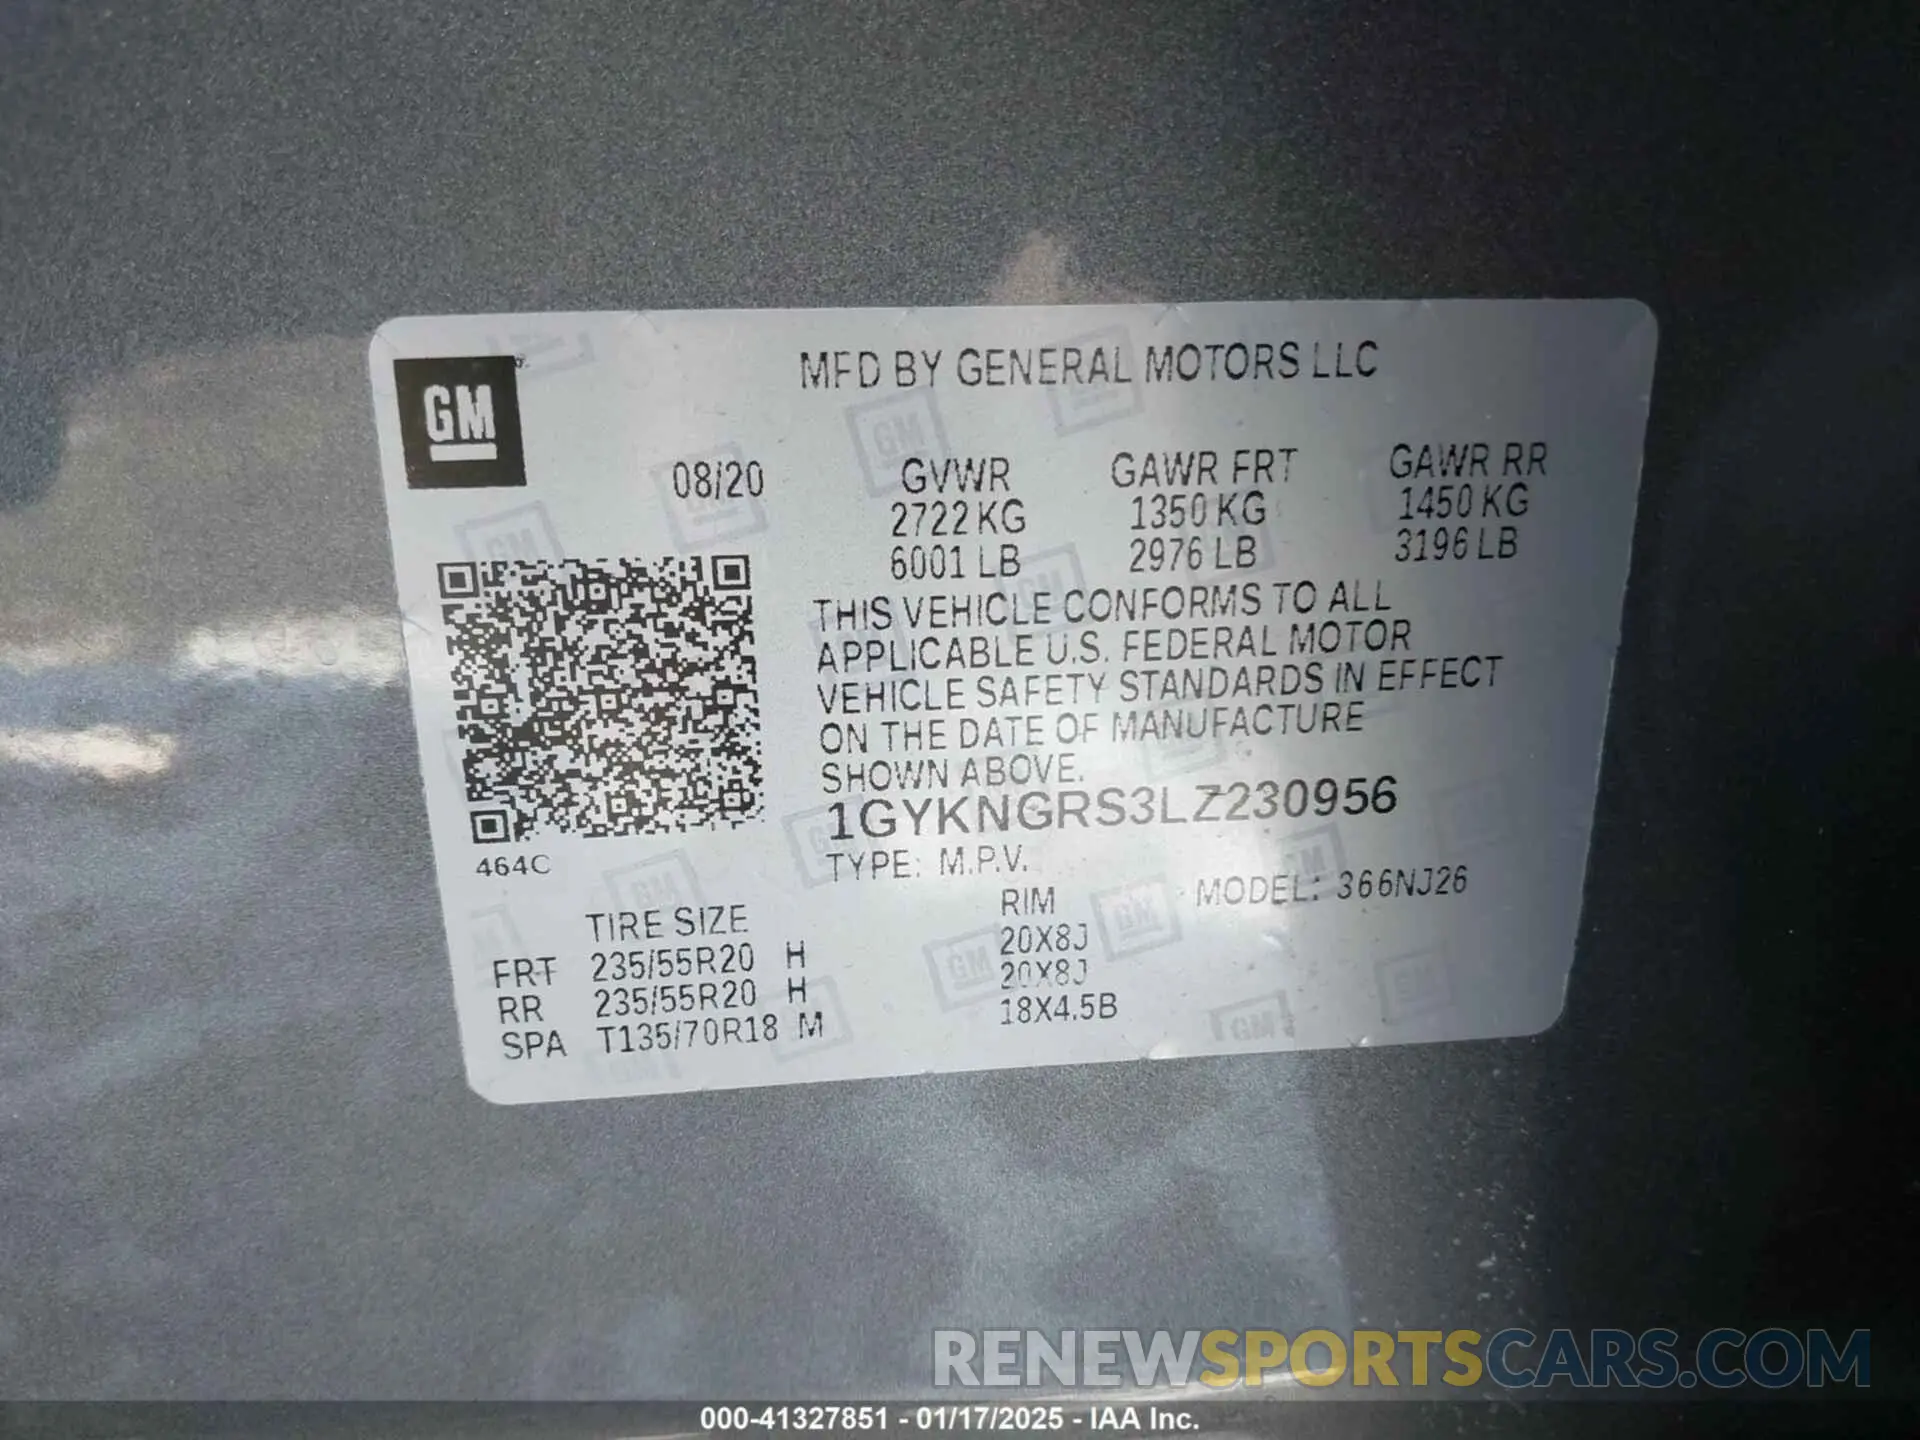 MFD BY GENERAL MOTORS LLC
GM
08/20
GVWR GAWR FRT GAWR RR
2722 KG 1350 KG 1450 KG
6001 LB 2976 LB 3196 LB
THIS VEHICLE CONFORMS TO ALL
APPLICABLE U.S. FEDERAL MOTOR
VEHICLE SAFETY STANDARDS IN EFFECT
ON THE DATE OF MANUFACTURE
SHOWN ABOVE.
1GYKNGRS3LZ230956
464C
TYPE: M.P.V.
MODEL: 366NJ26
TIRE SIZE RIM
FRT 235/55R20 H 20X8J
RR 235/55R20 H 20X8J
SPA T135/70R18 M 18X4.5B
RENEWSPORTSCARS.COM
000-41327851 - 01/17/2025 - IAA Inc.